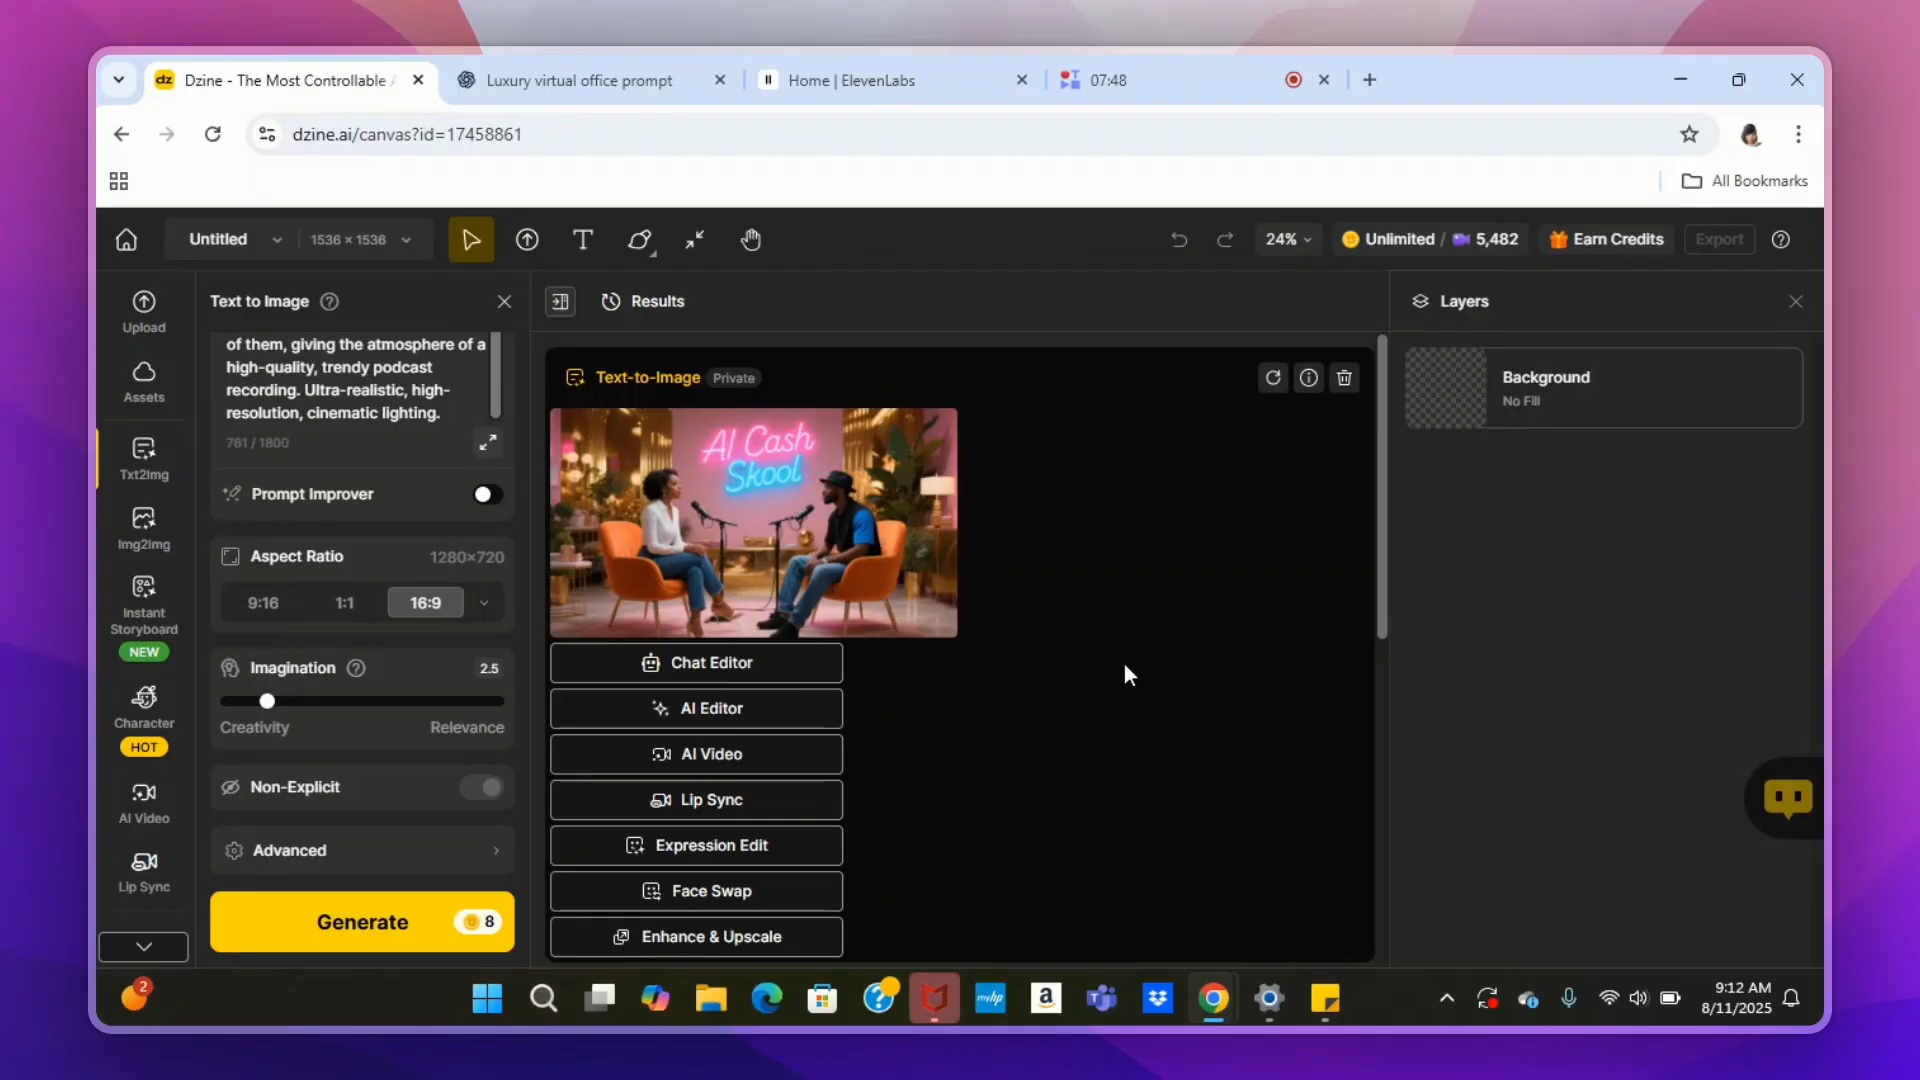 dz Dzine - The Most Controllable A
Luxury virtual office prompt
Home | ElevenLabs
07:48
dzine.ai/canvas?id=17458861
All Bookmarks
Untitled
1536 × 1536
T
24%
Unlimited / 5,482
Earn Credits
Export
Upload
Assets
Txt2Img
Img2Img
Instant
Storyboard
NEW
Character
HOT
AI Video
Lip Sync
Text to Image
of them, giving the atmosphere of a
high-quality, trendy podcast
recording. Ultra-realistic, high-
resolution, cinematic lighting.
781 / 1800
Prompt Improver
Aspect Ratio 1280×720
9:16 1:1 16:9
Imagination 2.5
Creativity Relevance
Non-Explicit
Advanced
Generate 8
Results
Text-to-Image Private
AI Cash
Skool
Chat Editor
AI Editor
AI Video
Lip Sync
Expression Edit
Face Swap
Enhance & Upscale
Layers
Background
No Fill
2
myhp
a
9:12 AM
8/11/2025